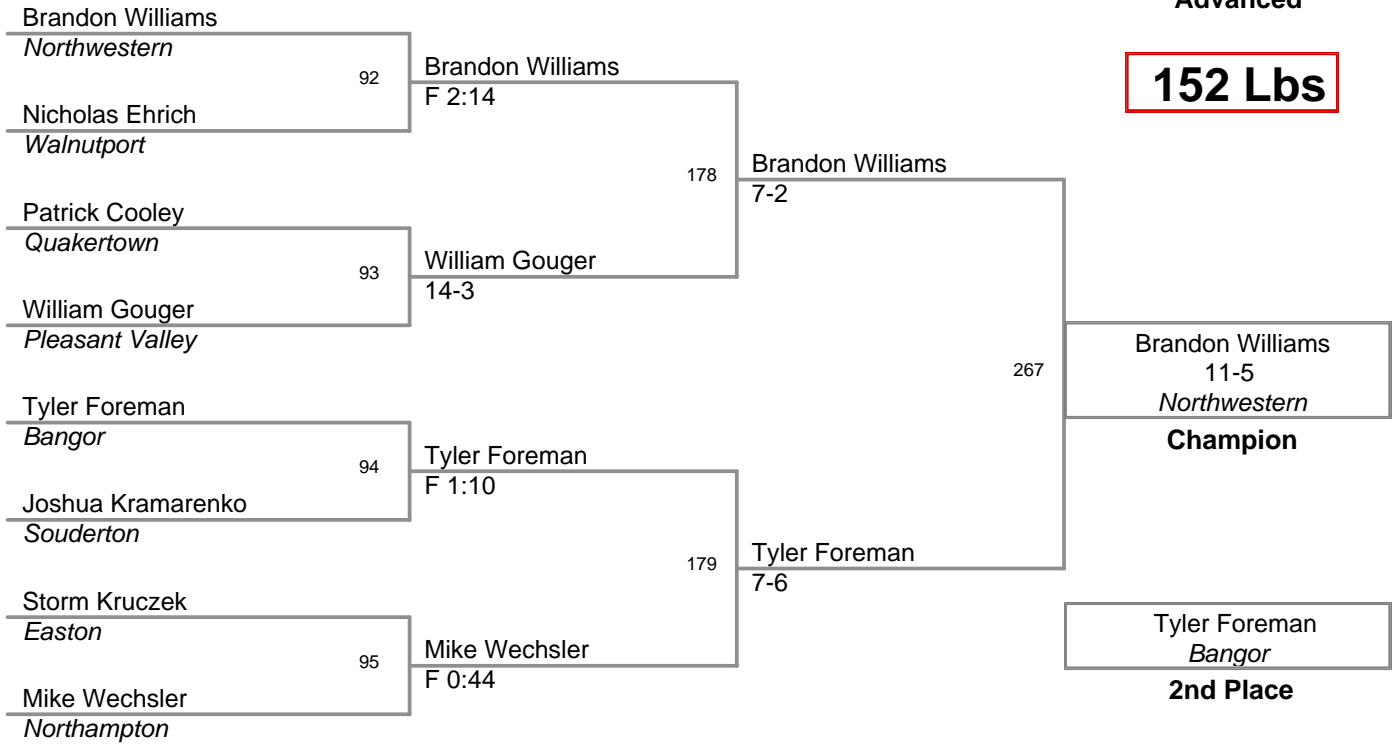 Advanced
152 Lbs
Brandon Williams
Northwestern
92
Nicholas Ehrich
Walnutport
Brandon Williams
F 2:14
Patrick Cooley
Quakertown
93
William Gouger
Pleasant Valley
William Gouger
14-3
178
Brandon Williams
7-2
Tyler Foreman
Bangor
94
Joshua Kramarenko
Souderton
Tyler Foreman
F 1:10
Storm Kruczek
Easton
95
Mike Wechsler
Northampton
Mike Wechsler
F 0:44
179
Tyler Foreman
7-6
267
Brandon Williams
11-5
Northwestern
Champion
Tyler Foreman
Bangor
2nd Place